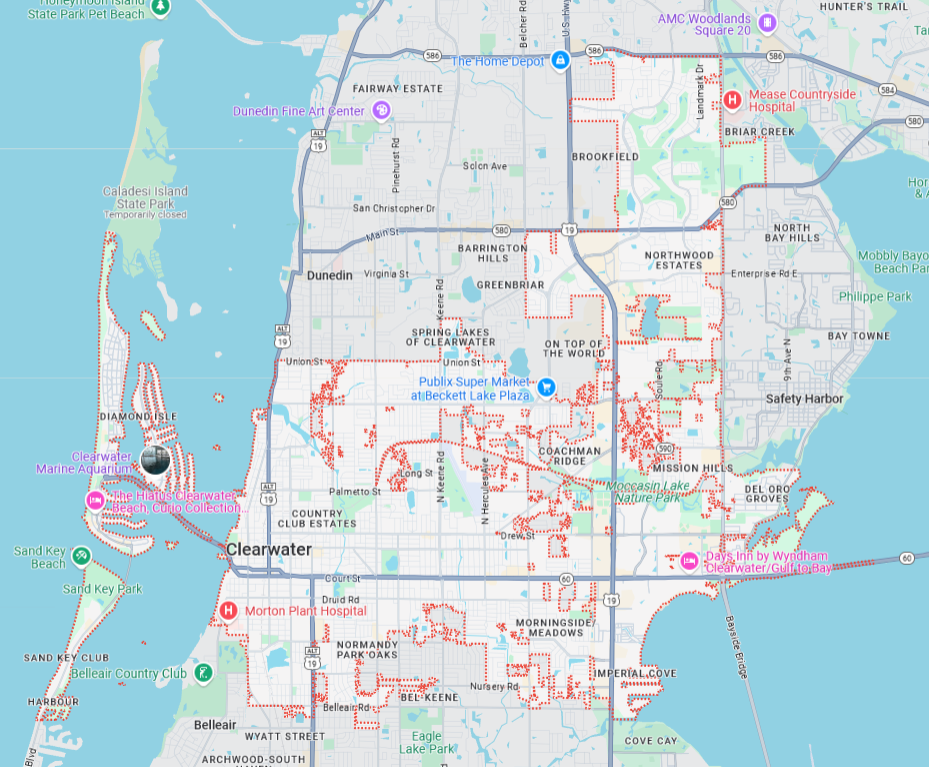 Honeymoon Island
State Park Pet Beach
Belcher Rd
U.S. Hwy
AMC Woodlands
Square 20
HUNTER'S TRAIL
586
586
586
The Home Depot
584
580
FAIRWAY ESTATE
Dunedin Fine Art Center
Landmark Dr
Mease Countryside
Hospital
BRIAR CREEK
ALT
19
Pinehurst Rd
Solon Ave
BROOKFIELD
Caladesi Island
State Park
Temporarily closed
San Christopher Dr
580
Main St
580
19
NORTH
BAY HILLS
BARRINGTON
HILLS
NORTHWOOD
ESTATES
Mobbly Bayo
Beach Par
Dunedin
Virginia St
Enterprise Rd E
GREENBRIAR
Keene Rd
Philippe Park
ALT
19
SPRING LAKES
OF CLEARWATER
ON TOP OF
THE WORLD
BAY TOWNE
Union St
Union St
9th Ave N
Soule Rd
Publix Super Market
at Beckett Lake Plaza
Safety Harbor
DIAMOND ISLE
Clearwater
Marine Aquarium
COACHMAN
RIDGE
590
MISSION HILLS
Long St
N Keene Rd
N Hercules Ave
The Hiatus Clearwater
Beach, Curio Collection...
ALT
19
Palmetto St
Moccasin Lake
Nature Park
DEL ORO
GROVES
COUNTRY
CLUB ESTATES
Drew St
Clearwater
Sand Key
Beach
Days Inn by Wyndham
Clearwater/Gulf to Bay
60
Court St
60
Sand Key Park
Druid Rd
19
Morton Plant Hospital
MORNINGSIDE/
MEADOWS
Bayside Bridge
NORMANDY
PARK OAKS
ALT
19
SAND KEY CLUB
Belleair Country Club
IMPERIAL COVE
Nursery Rd
HARBOUR
BEL-KEENE
Belleair Rd
Belleair
WYATT STREET
Eagle
Lake Park
COVE CAY
Blvd
ARCHWOOD-SOUTH